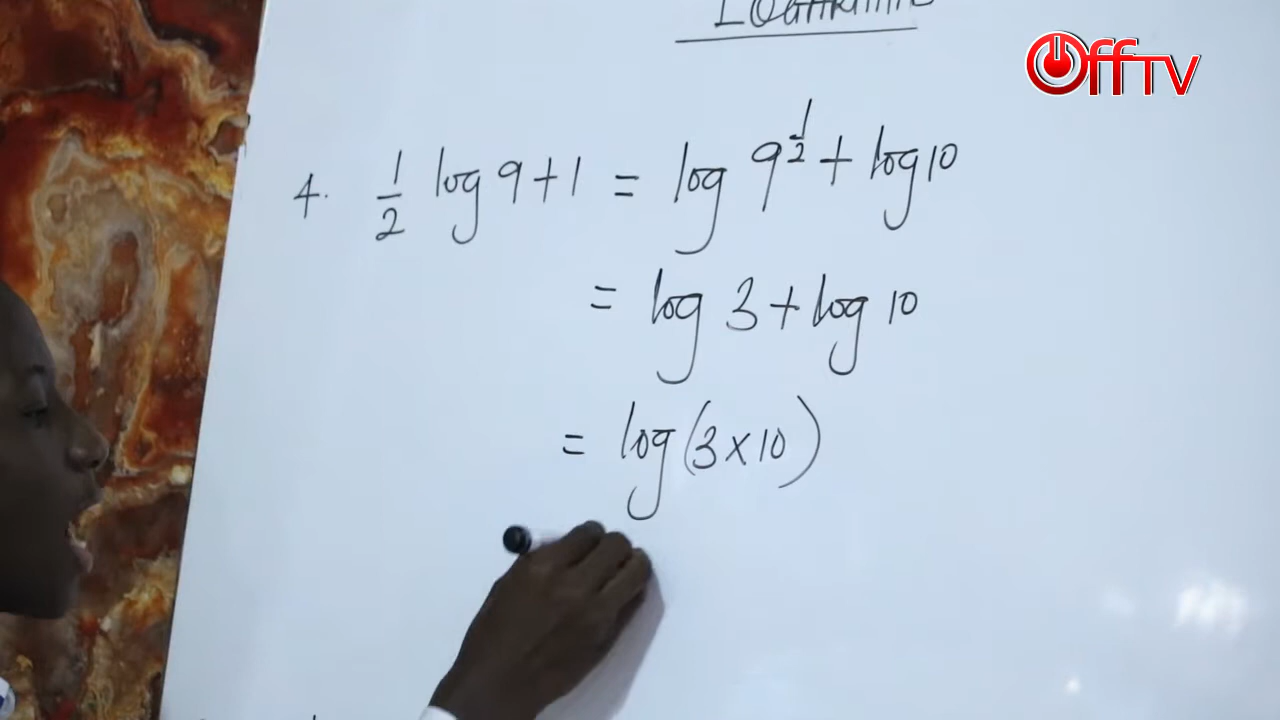 OFFTV
4. 1/2 log 9 + 1 = log 9^1/2 + log 10
= log 3 + log 10
= log (3 × 10)